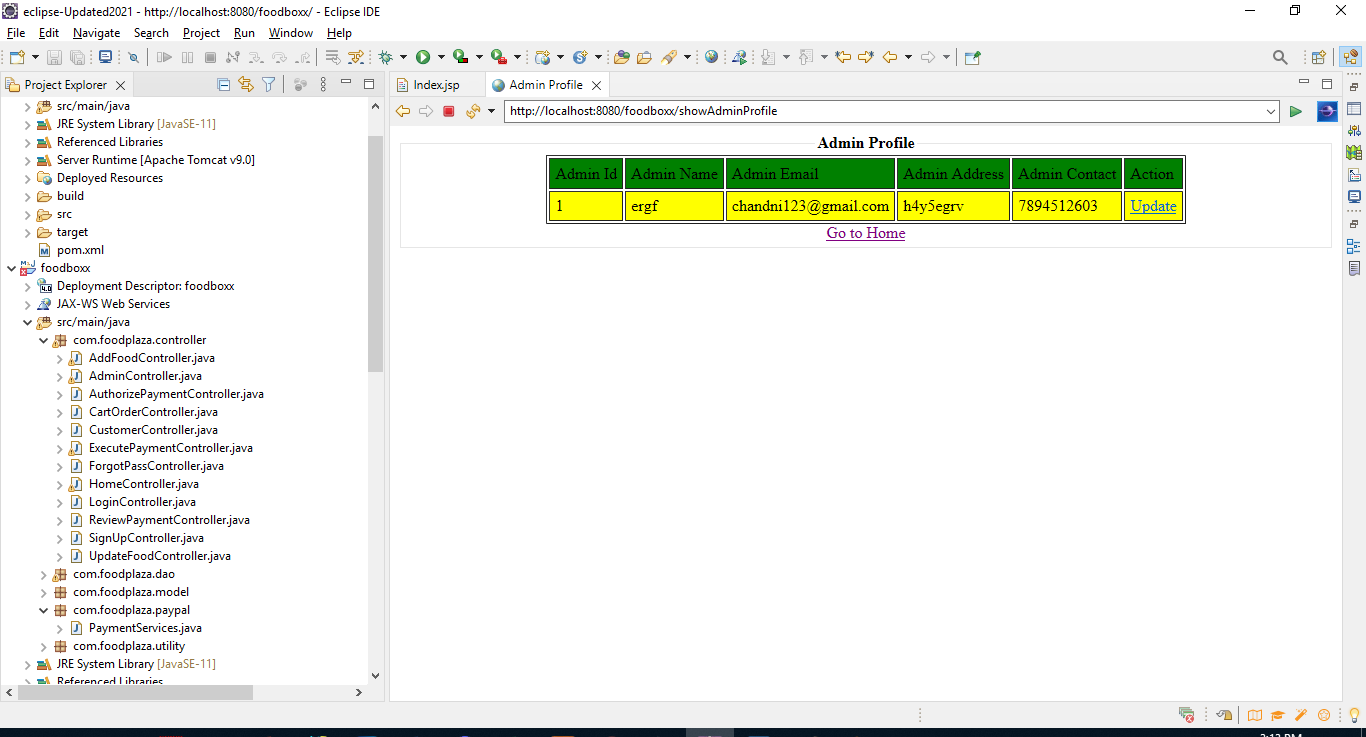 eclipse-Updated2021 - http://localhost:8080/foodboxx/ - Eclipse IDE
File Edit Navigate Search Project Run Window Help
Project Explorer
src/main/java
JRE System Library [JavaSE-11]
Referenced Libraries
Server Runtime [Apache Tomcat v9.0]
Deployed Resources
build
src
target
pom.xml
foodboxx
Deployment Descriptor: foodboxx
JAX-WS Web Services
src/main/java
com.foodplaza.controller
AddFoodController.java
AdminController.java
AuthorizePaymentController.java
CartOrderController.java
CustomerController.java
ExecutePaymentController.java
ForgotPassController.java
HomeController.java
LoginController.java
ReviewPaymentController.java
SignUpController.java
UpdateFoodController.java
com.foodplaza.dao
com.foodplaza.model
com.foodplaza.paypal
PaymentServices.java
com.foodplaza.utility
JRE System Library [JavaSE-11]
Referenced Libraries
Index.jsp
Admin Profile
http://localhost:8080/foodboxx/showAdminProfile
Admin Profile
Admin Id Admin Name Admin Email Admin Address Admin Contact Action
1 ergf chandni123@gmail.com h4y5egrv 7894512603 Update
Go to Home